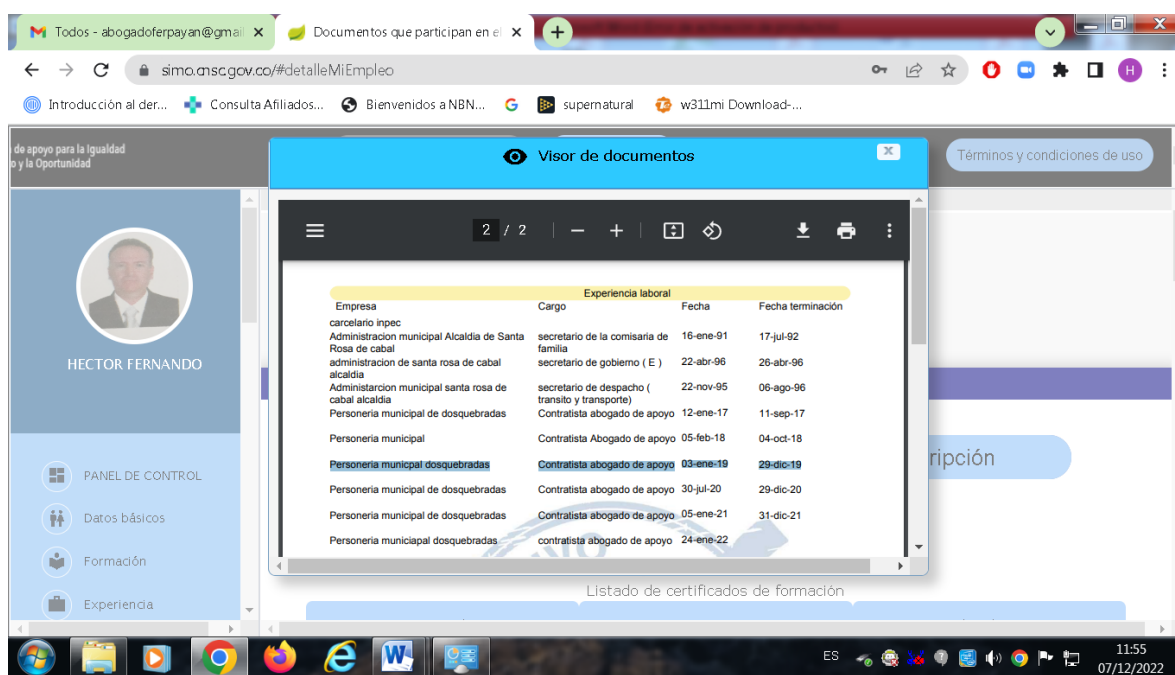 Todos - abogadoferpayan@gmail
Documentos que participan en el
simo.cnsc.gov.co/#detalleMiEmpleo
H
Introducción al der...
Consulta Afiliados...
Bienvenidos a NBN...
supernatural
w311mi Download-...
de apoyo para la Igualdad
o y la Oportunidad
Visor de documentos
x
Términos y condiciones de uso
2 / 2
HECTOR FERNANDO
Experiencia laboral
Empresa Cargo Fecha Fecha terminación
carcelario inpec
Administracion municipal Alcaldia de Santa Rosa de cabal secretario de la comisaria de familia 16-ene-91 17-jul-92
administracion de santa rosa de cabal alcaldia secretario de gobierno ( E ) 22-abr-96 26-abr-96
Administarcion municipal santa rosa de cabal alcaldia secretario de despacho ( transito y transporte) 22-nov-95 06-ago-96
Personeria municipal de dosquebradas Contratista abogado de apoyo 12-ene-17 11-sep-17
Personeria municipal Contratista Abogado de apoyo 05-feb-18 04-oct-18
Personeria municpal dosquebradas Contratista abogado de apoyo 03-ene-19 29-dic-19
Personeria municipal de dosquebradas Contratista abogado de apoyo 30-jul-20 29-dic-20
Personeria municipal de dosquebradas Contratista abogado de apoyo 05-ene-21 31-dic-21
Personeria municiapal dosquebradas contratista abogado de apoyo 24-ene-22
ripción
PANEL DE CONTROL
Datos básicos
Formación
Experiencia
Listado de certificados de formación
ES
11:55
07/12/2022